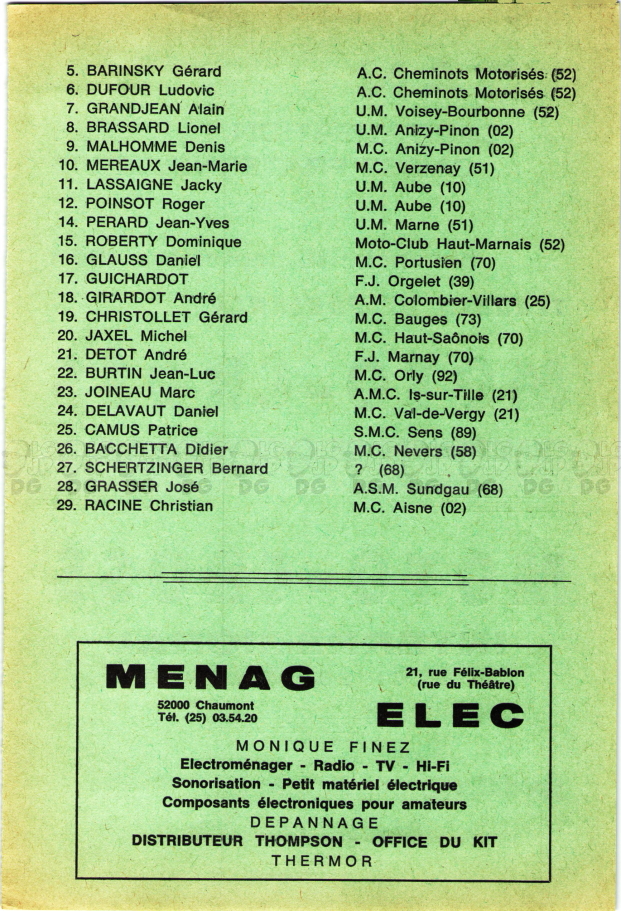 5. BARINSKY Gérard A.C. Cheminots Motorisés (52)
6. DUFOUR Ludovic A.C. Cheminots Motorisés (52)
7. GRANDJEAN Alain U.M. Voisey-Bourbonne (52)
8. BRASSARD Lionel U.M. Anizy-Pinon (02)
9. MALHOMME Denis M.C. Anizy-Pinon (02)
10. MEREAUX Jean-Marie M.C. Verzenay (51)
11. LASSAIGNE Jacky U.M. Aube (10)
12. POINSOT Roger U.M. Aube (10)
14. PERARD Jean-Yves U.M. Marne (51)
15. ROBERTY Dominique Moto-Club Haut-Marnais (52)
16. GLAUSS Daniel M.C. Portusien (70)
17. GUICHARDOT F.J. Orgelet (39)
18. GIRARDOT André A.M. Colombier-Villars (25)
19. CHRISTOLLET Gérard M.C. Bauges (73)
20. JAXEL Michel M.C. Haut-Saônois (70)
21. DETOT André F.J. Marnay (70)
22. BURTIN Jean-Luc M.C. Orly (92)
23. JOINEAU Marc A.M.C. Is-sur-Tille (21)
24. DELAVAUT Daniel M.C. Val-de-Vergy (21)
25. CAMUS Patrice S.M.C. Sens (89)
26. BACCHETTA Didier M.C. Nevers (58)
27. SCHERTZINGER Bernard ? (68)
28. GRASSER José A.S.M. Sundgau (68)
29. RACINE Christian M.C. Aisne (02)
MENAG
21, rue Félix-Bablon
(rue du Théâtre)
52000 Chaumont
Tél. (25) 03.54.20
ELEC
MONIQUE FINEZ
Electroménager - Radio - TV - Hi-Fi
Sonorisation - Petit matériel électrique
Composants électroniques pour amateurs
DEPANNAGE
DISTRIBUTEUR THOMPSON - OFFICE DU KIT
THERMOR